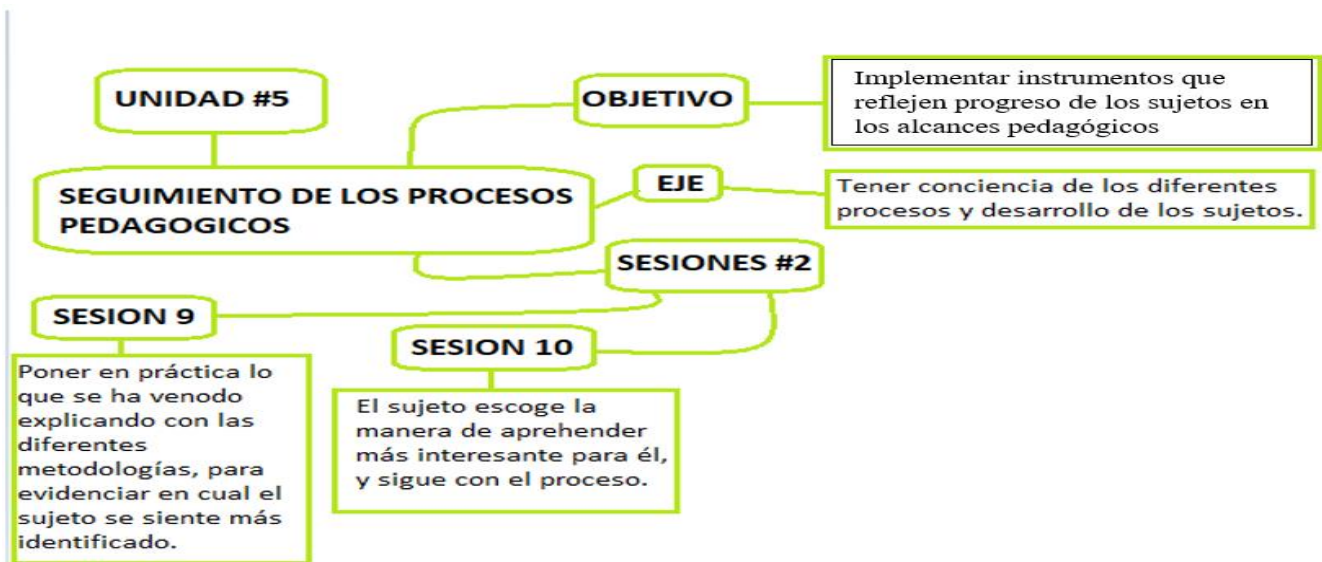 UNIDAD #5
OBJETIVO
Implementar instrumentos que
reflejen progreso de los sujetos en
los alcances pedagógicos
SEGUIMIENTO DE LOS PROCESOS
PEDAGOGICOS
EJE
Tener conciencia de los diferentes
procesos y desarrollo de los sujetos.
SESIONES #2
SESION 9
Poner en práctica lo
que se ha venodo
explicando con las
diferentes
metodologías, para
evidenciar en cual el
sujeto se siente más
identificado.
SESION 10
El sujeto escoge la
manera de aprehender
más interesante para él,
y sigue con el proceso.